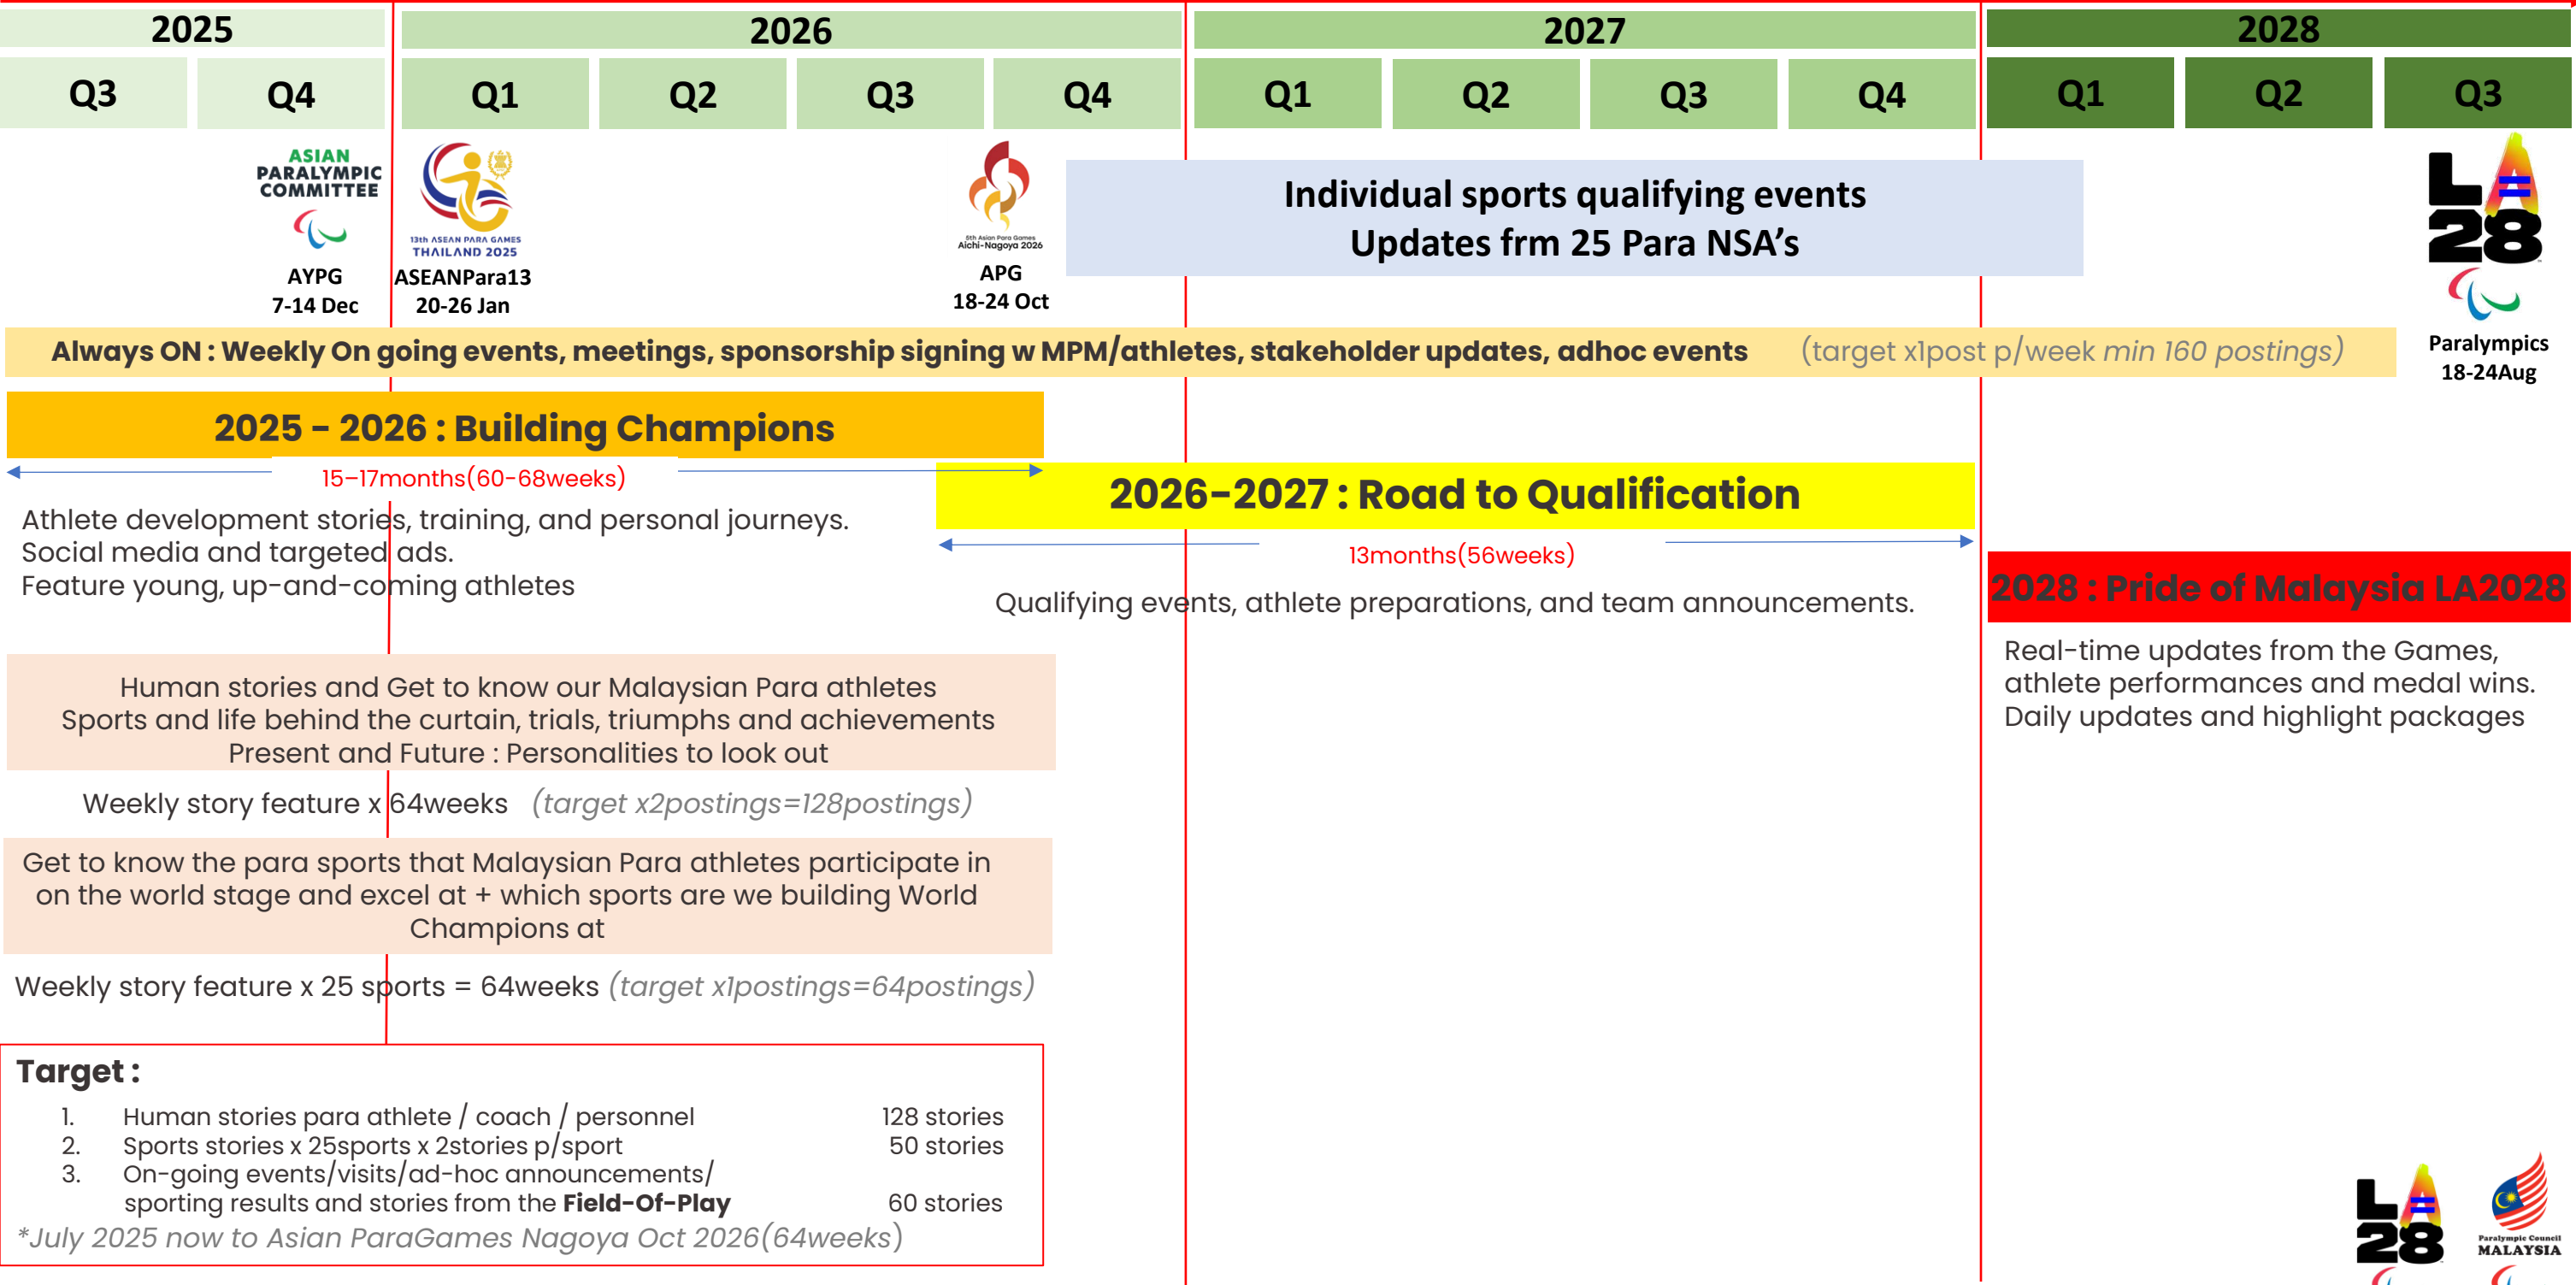 2025
2026
2027
2028
Q3
Q4
Q1
Q2
Q3
Q4
Q1
Q2
Q3
Q4
Q1
Q2
Q3
ASIAN
PARALYMPIC
COMMITTEE
AYPG
7-14 Dec
13th ASEAN PARA GAMES
THAILAND 2025
ASEANPara13
20-26 Jan
5th Asian Para Games
Aichi-Nagoya 2026
APG
18-24 Oct
Individual sports qualifying events
Updates frm 25 Para NSA's
LA
28
Paralympics
18-24Aug
Always ON : Weekly On going events, meetings, sponsorship signing w MPM/athletes, stakeholder updates, adhoc events (target x1post p/week min 160 postings)
2025 - 2026 : Building Champions
15–17months(60-68weeks)
Athlete development stories, training, and personal journeys.
Social media and targeted ads.
Feature young, up-and-coming athletes
2026-2027 : Road to Qualification
13months(56weeks)
Qualifying events, athlete preparations, and team announcements.
2028 : Pride of Malaysia LA2028
Real-time updates from the Games,
athlete performances and medal wins.
Daily updates and highlight packages
Human stories and Get to know our Malaysian Para athletes
Sports and life behind the curtain, trials, triumphs and achievements
Present and Future : Personalities to look out
Weekly story feature x 64weeks (target x2postings=128postings)
Get to know the para sports that Malaysian Para athletes participate in
on the world stage and excel at + which sports are we building World
Champions at
Weekly story feature x 25 sports = 64weeks (target x1postings=64postings)
Target :
1. Human stories para athlete / coach / personnel 128 stories
2. Sports stories x 25sports x 2stories p/sport 50 stories
3. On-going events/visits/ad-hoc announcements/
sporting results and stories from the Field-Of-Play 60 stories
*July 2025 now to Asian ParaGames Nagoya Oct 2026(64weeks)
LA
28
Paralympic Council
MALAYSIA